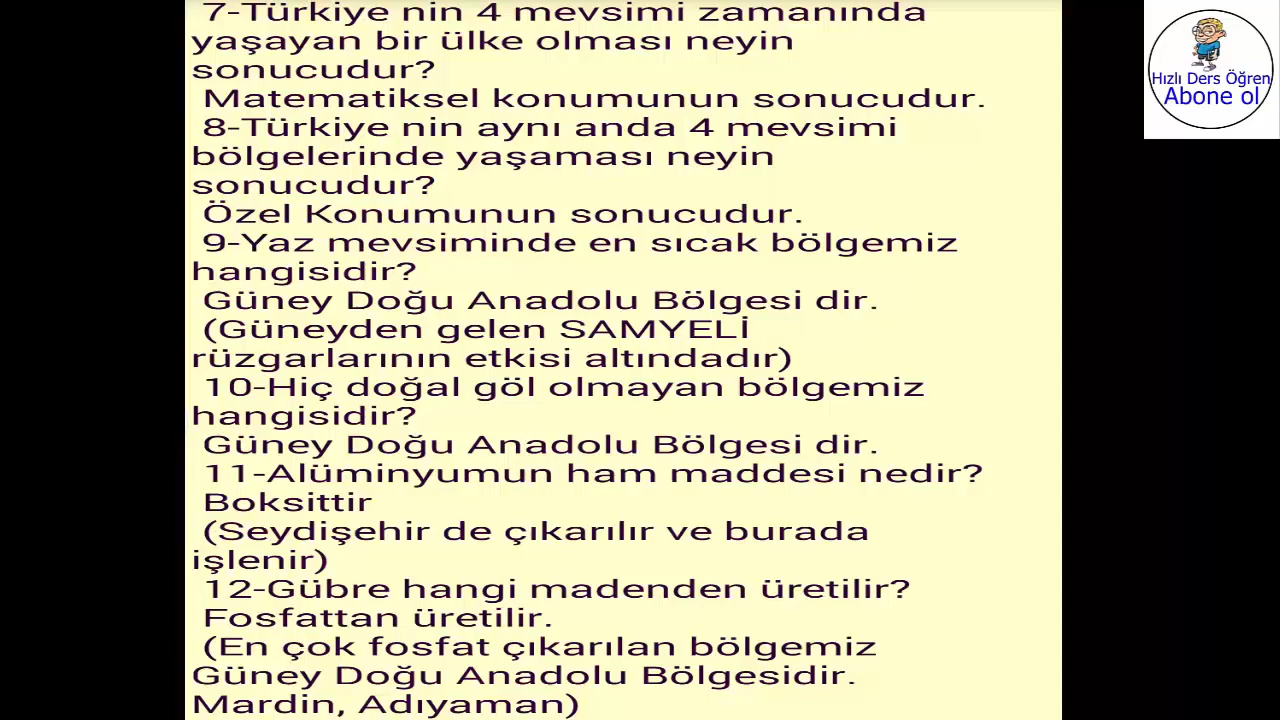 7-Türkiye nin 4 mevsimi zamanında
yaşayan bir ülke olması neyin
sonucudur?
Matematiksel konumunun sonucudur.
8-Türkiye nin aynı anda 4 mevsimi
bölgelerinde yaşaması neyin
sonucudur?
Özel Konumunun sonucudur.
9-Yaz mevsiminde en sıcak bölgemiz
hangisidir?
Güney Doğu Anadolu Bölgesi dir.
(Güneyden gelen SAMYELİ
rüzgarlarının etkisi altındadır)
10-Hiç doğal göl olmayan bölgemiz
hangisidir?
Güney Doğu Anadolu Bölgesi dir.
11-Alüminyumun ham maddesi nedir?
Boksittir
(Seydişehir de çıkarılır ve burada
işlenir)
12-Gübre hangi madenden üretilir?
Fosfattan üretilir.
(En çok fosfat çıkarılan bölgemiz
Güney Doğu Anadolu Bölgesidir.
Mardin, Adıyaman)
Hızlı Ders Öğren
Abone ol